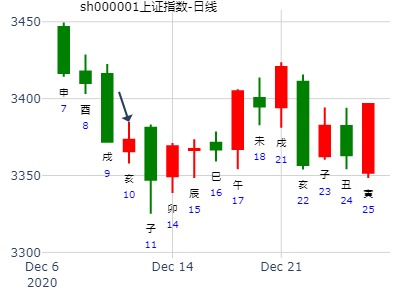 sh000001上证指数-日线
3450
3400
3350
3300
申
7
酉
8
戌
9
亥
10
子
11
卯
14
辰
15
巳
16
午
17
未
18
戌
21
亥
22
子
23
丑
24
寅
25
Dec 6
2020
Dec 14
Dec 21